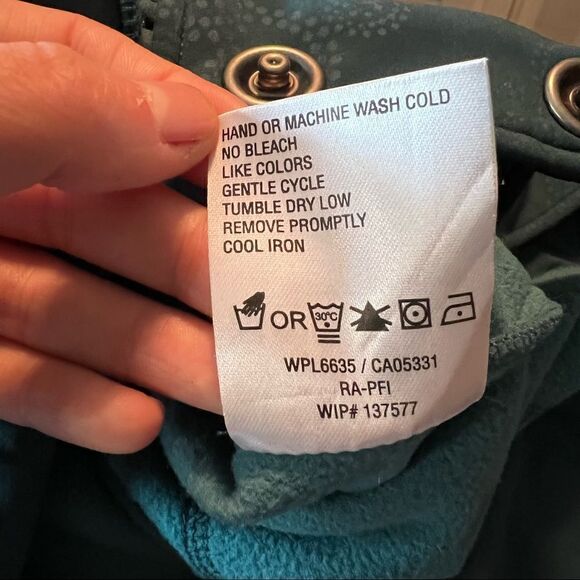 HAND OR MACHINE WASH COLD
NO BLEACH
LIKE COLORS
GENTLE CYCLE
TUMBLE DRY LOW
REMOVE PROMPTLY
COOL IRON
OR 30°C
WPL6635 / CA05331
RA-PFI
WIP# 137577